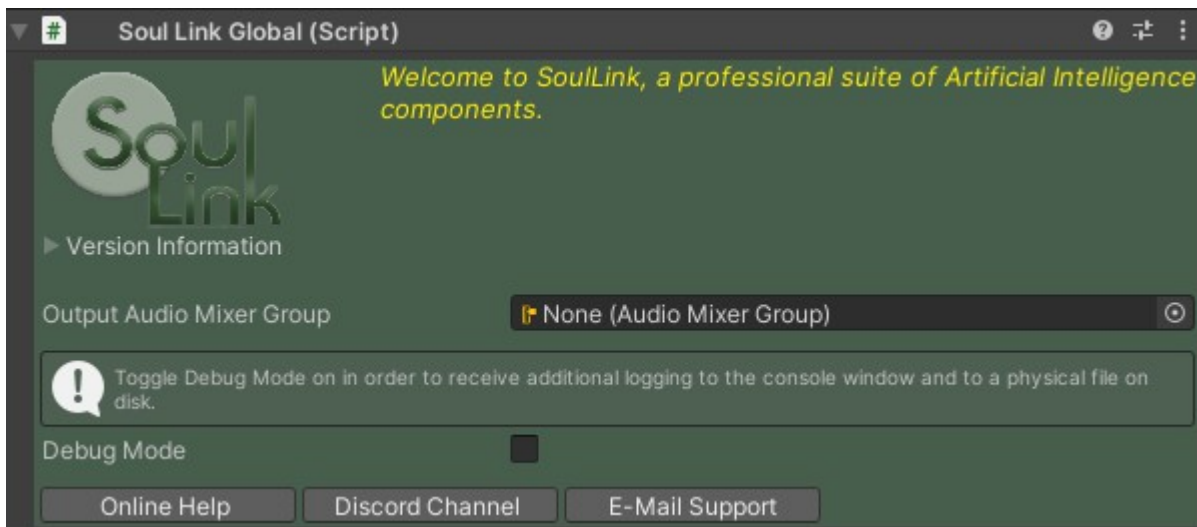 Soul Link Global (Script)
Welcome to SoulLink, a professional suite of Artificial Intelligence
components.
Soul
Link
Version Information
Output Audio Mixer Group
None (Audio Mixer Group)
Toggle Debug Mode on in order to receive additional logging to the console window and to a physical file on
disk.
Debug Mode
Online Help
Discord Channel
E-Mail Support